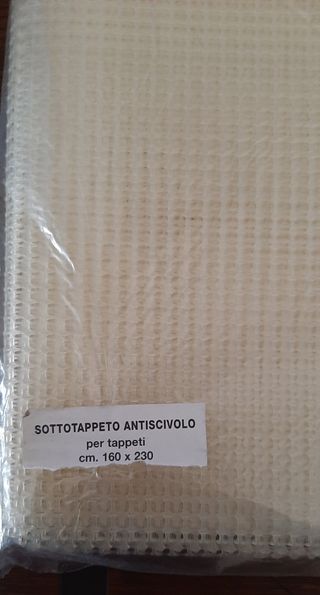 SOTTOTAPPETO ANTISCIVOLO
per tappeti
cm. 160 x 230